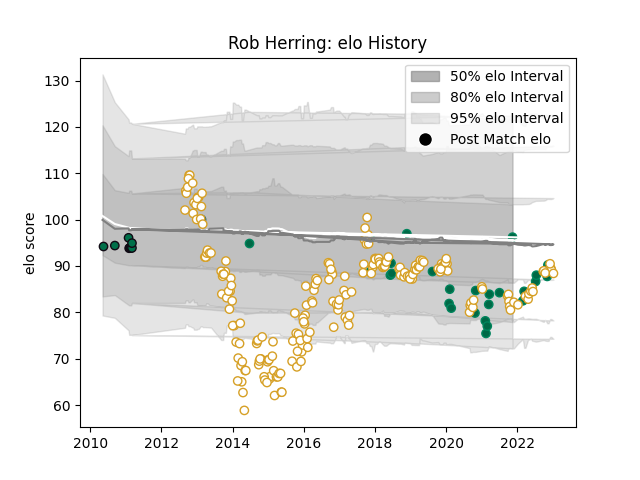 Rob Herring: elo History
50% elo Interval
80% elo Interval
95% elo Interval
Post Match elo
elo score
130
120
110
100
90
80
70
60
2010
2012
2014
2016
2018
2020
2022